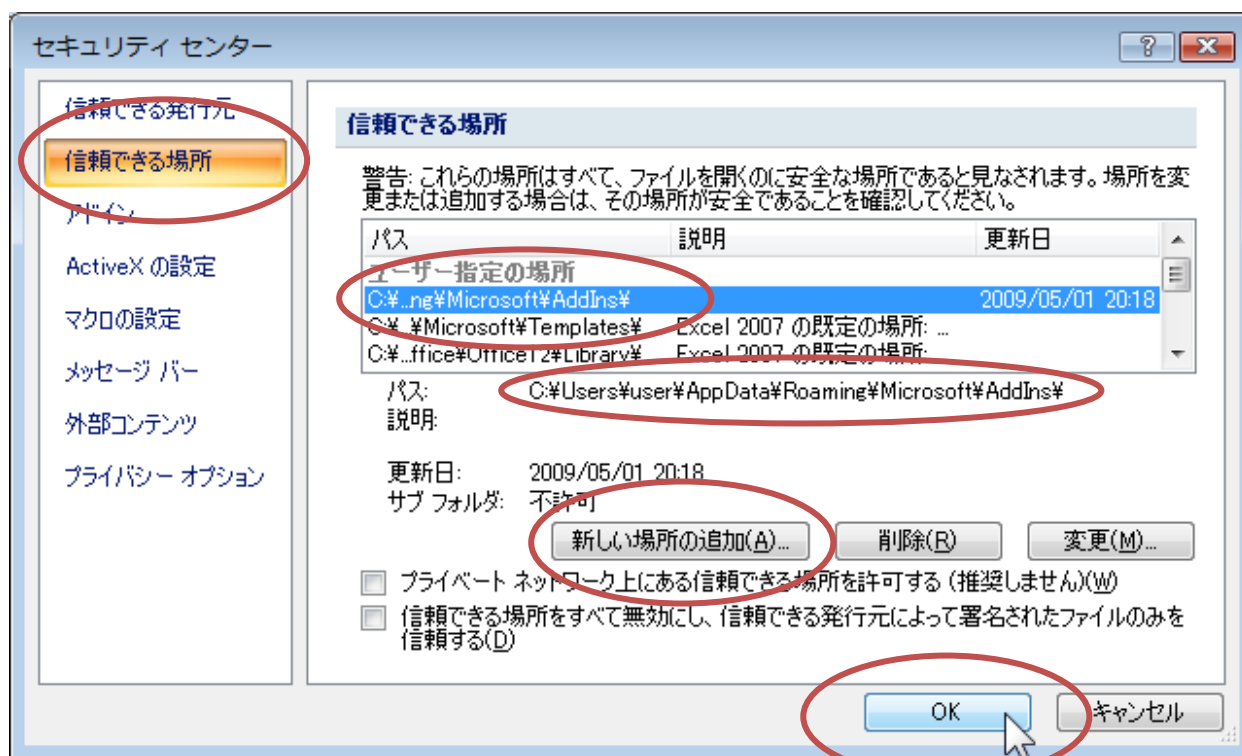 セキュリティ センター
信頼できる発行元
信頼できる場所
アドイン
ActiveX の設定
マクロの設定
メッセージ バー
外部コンテンツ
プライバシー オプション
信頼できる場所
警告: これらの場所はすべて、ファイルを開くのに安全な場所であると見なされます。場所を変
更または追加する場合は、その場所が安全であることを確認してください。
パス 説明 更新日
ユーザー指定の場所
C:¥..ng¥Microsoft¥AddIns¥ 2009/05/01 20:18
C:¥..¥Microsoft¥Templates¥ Excel 2007 の既定の場所: ...
C:¥..ffice¥Office12¥Library¥ Excel 2007 の既定の場所:
パス: C:¥Users¥user¥AppData¥Roaming¥Microsoft¥AddIns¥
説明:
更新日: 2009/05/01 20:18
サブ フォルダ: 不許可
新しい場所の追加(A)... 削除(R) 変更(M)...
プライベート ネットワーク上にある信頼できる場所を許可する (推奨しません)(W)
信頼できる場所をすべて無効にし、信頼できる発行元によって署名されたファイルのみを
信頼する(D)
OK キャンセル